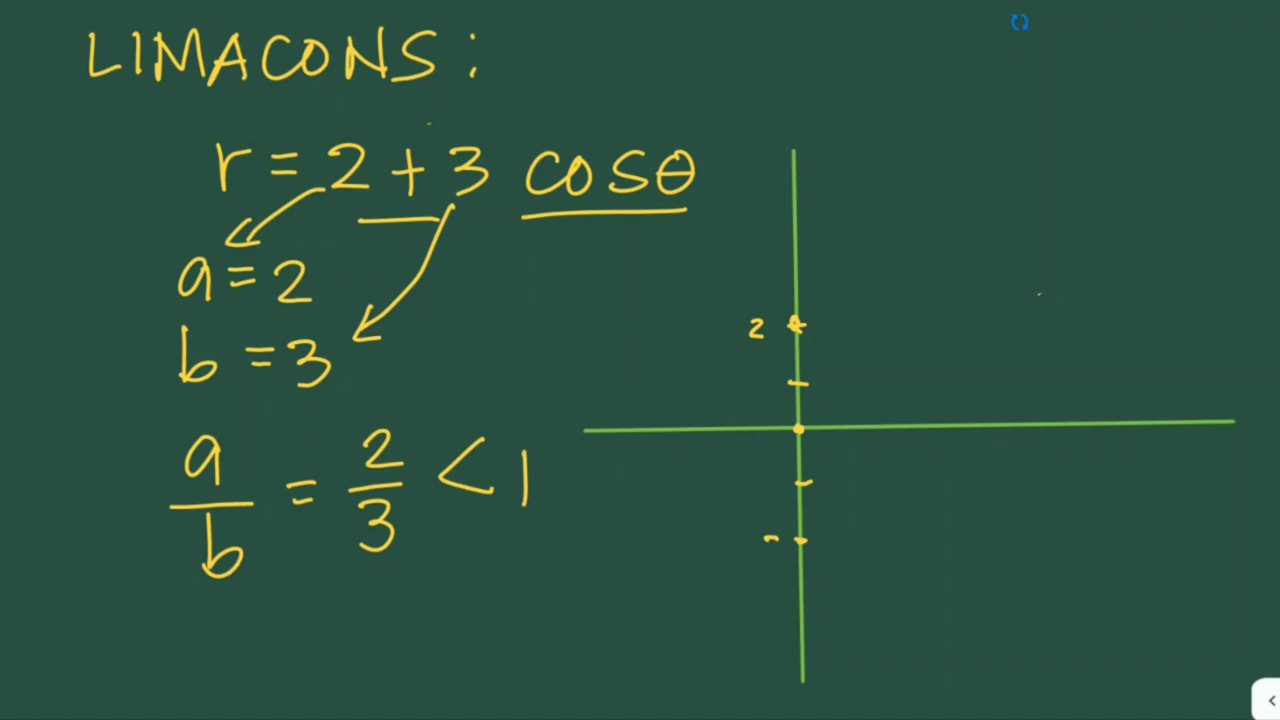 LIMACONS:
r = 2 + 3 cosθ
a = 2
b = 3
a/b = 2/3 < 1
2
-